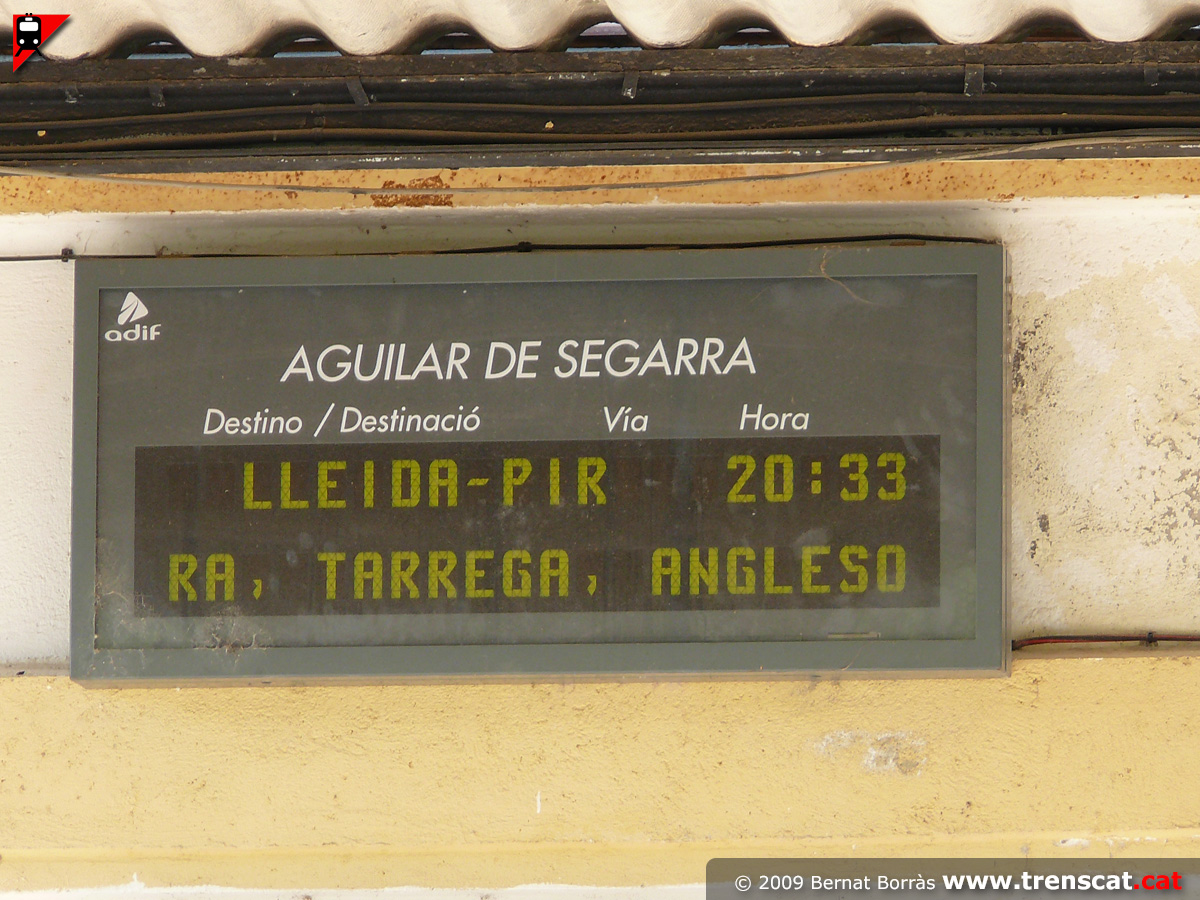 adif
AGUILAR DE SEGARRA
Destino / Destinació Vía Hora
LLEIDA-PIR 20:33
RA, TARREGA, ANGLESO
© 2009 Bernat Borràs www.trenscat.cat